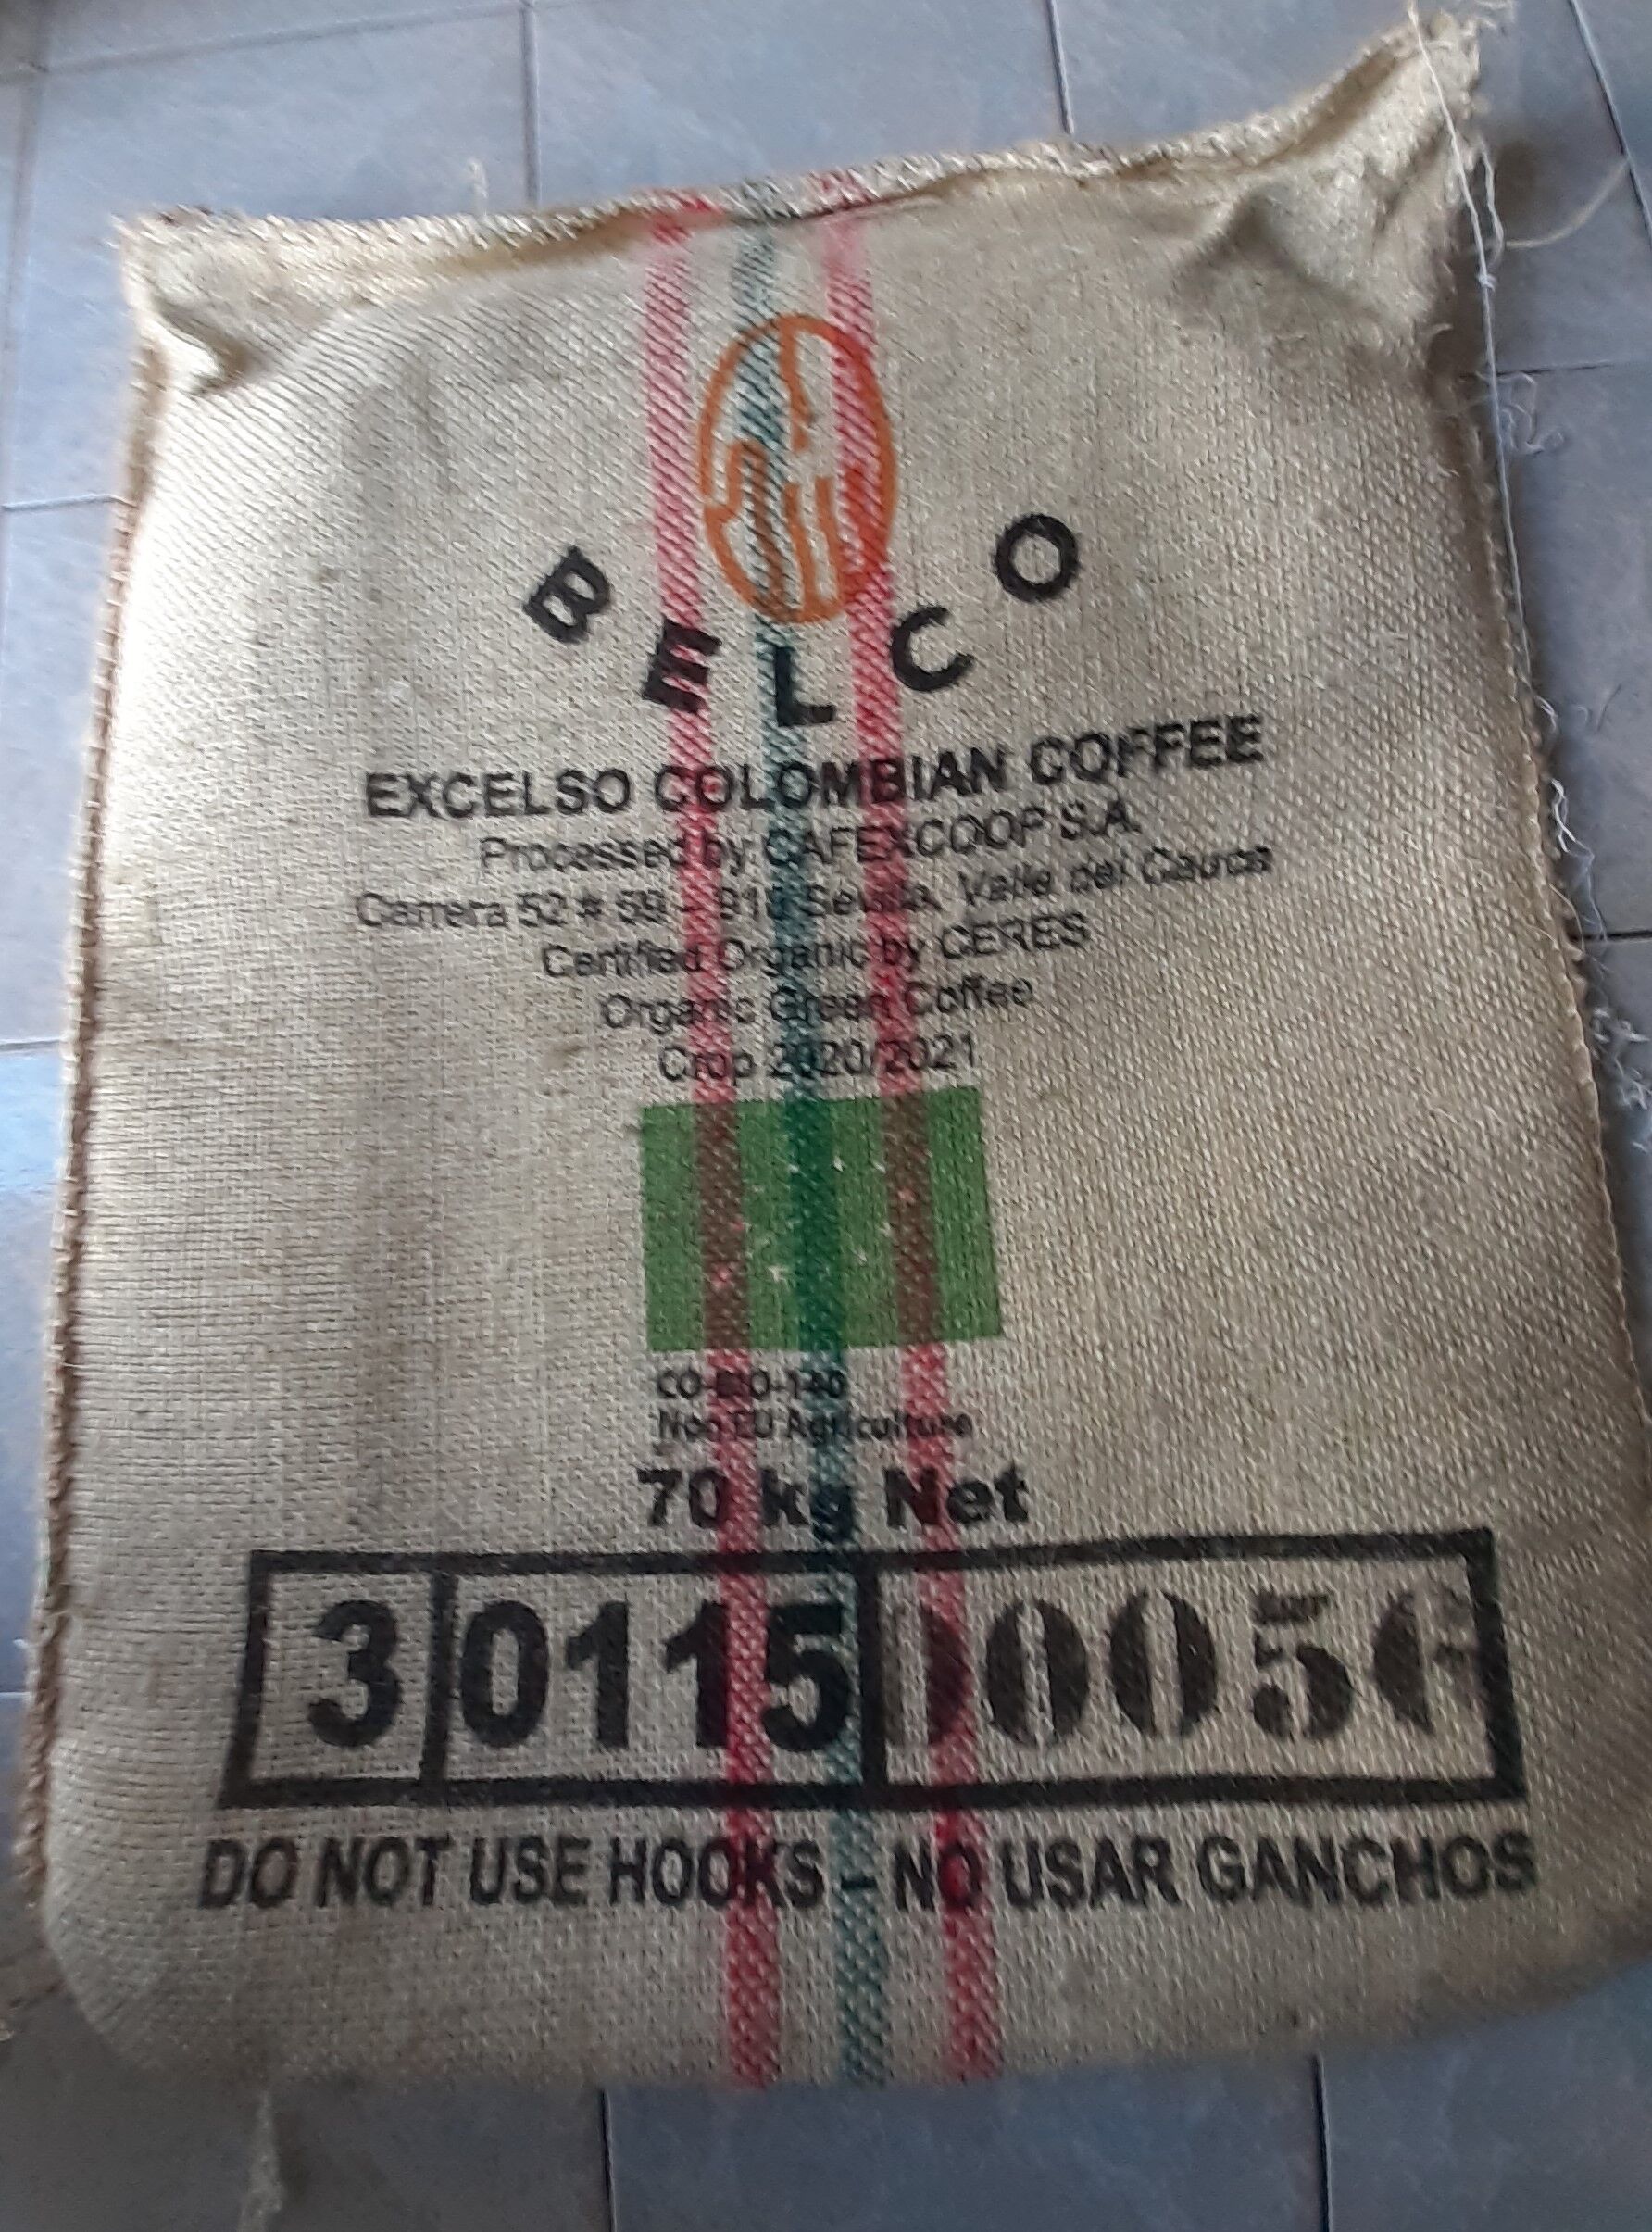 BELCO
EXCELSO COLOMBIAN COFFEE
Processed by CAFEXCOOP S.A.
Carrera 52 # 59 - 91 Sevilla, Valle del Cauca
Certified Organic by CERES
Organic Green Coffee
Crop 2020/2021
CO-BIO-140
Non EU Agriculture
70 kg Net
3 0115 0056
DO NOT USE HOOKS - NO USAR GANCHOS